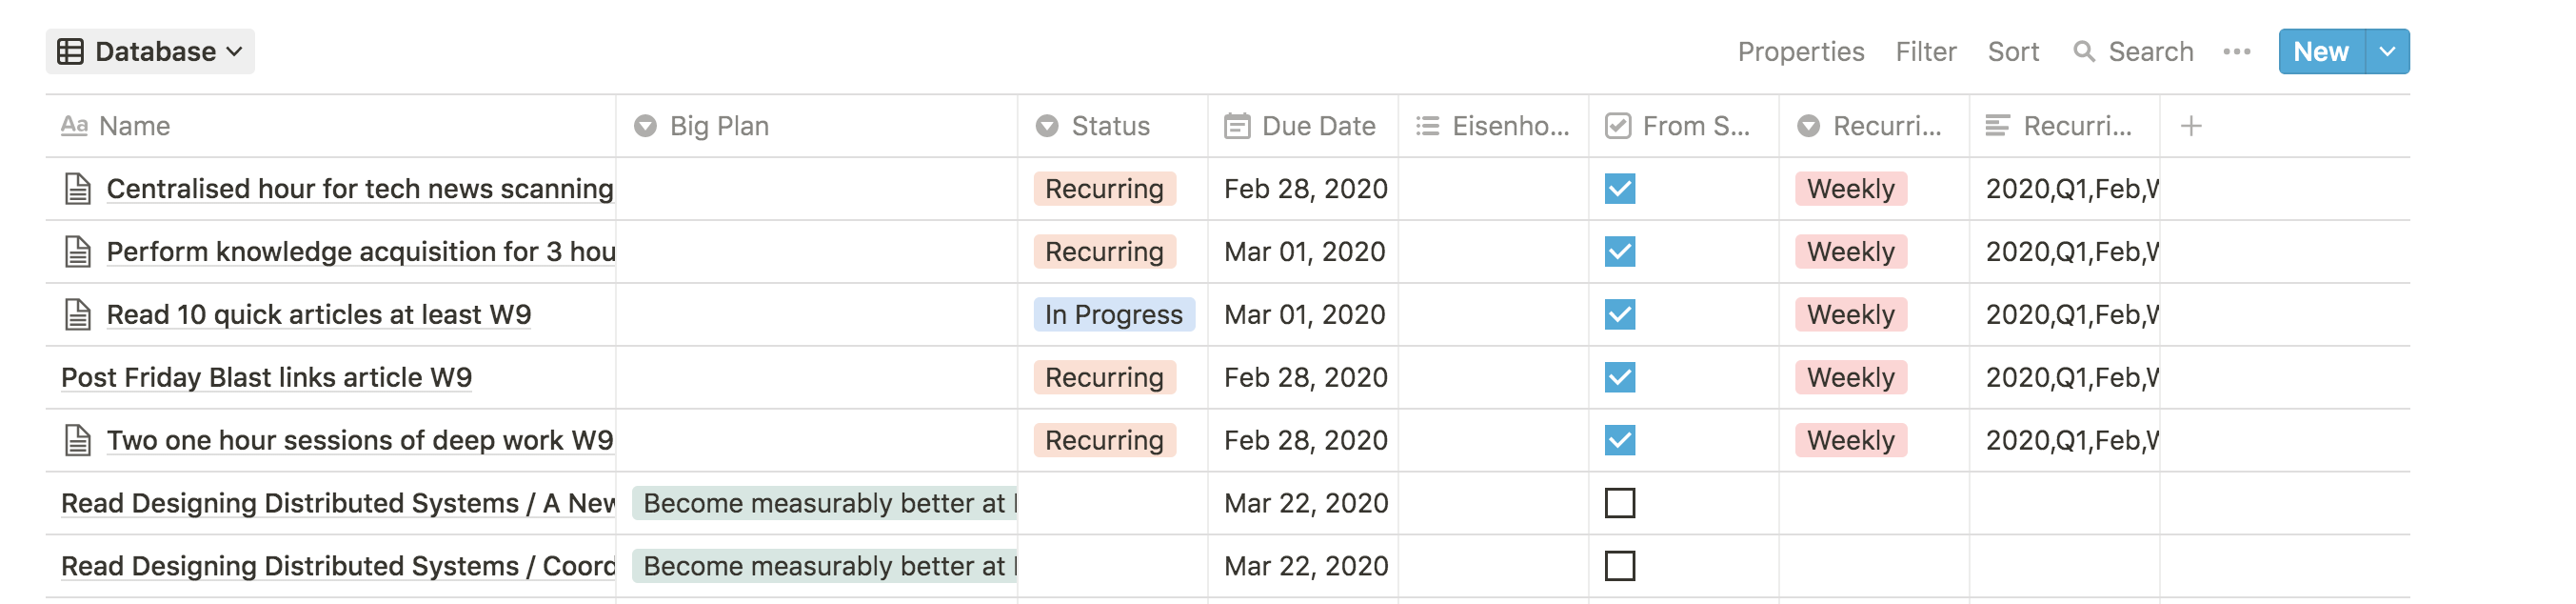 Database Properties Filter Sort Search ... New
Aa Name Big Plan Status Due Date Eisenho... From S... Recurri... Recurri... +
Centralised hour for tech news scanning Recurring Feb 28, 2020 Weekly 2020,Q1,Feb,W
Perform knowledge acquisition for 3 hou Recurring Mar 01, 2020 Weekly 2020,Q1,Feb,W
Read 10 quick articles at least W9 In Progress Mar 01, 2020 Weekly 2020,Q1,Feb,W
Post Friday Blast links article W9 Recurring Feb 28, 2020 Weekly 2020,Q1,Feb,W
Two one hour sessions of deep work W9 Recurring Feb 28, 2020 Weekly 2020,Q1,Feb,W
Read Designing Distributed Systems / A New Become measurably better at Mar 22, 2020
Read Designing Distributed Systems / Coord Become measurably better at Mar 22, 2020